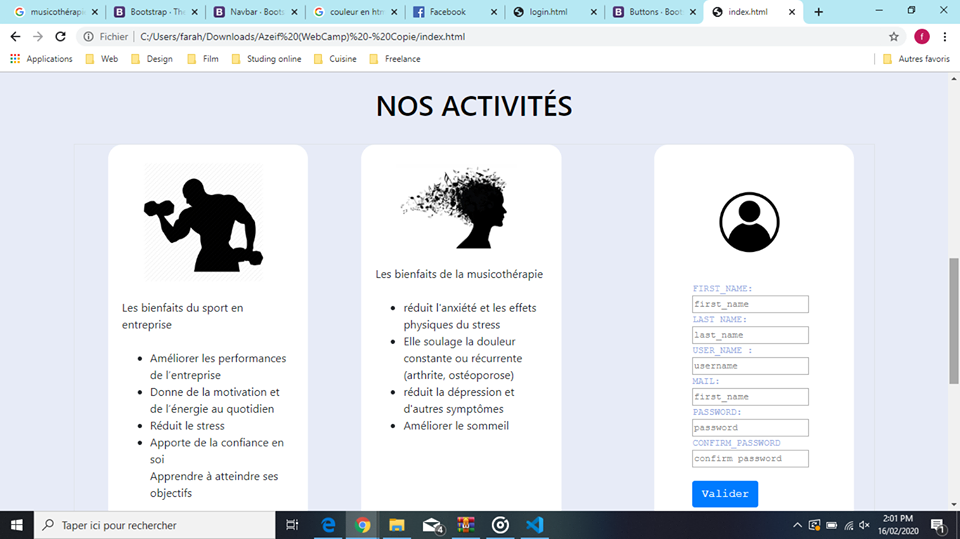 musicothérapi
Bootstrap · The
Navbar · Boots
couleur en htm
Facebook
login.html
Buttons · Boot
index.html
Fichier
C:/Users/farah/Downloads/Azeif%20(WebCamp)%20-%20Copie/index.html
f
Applications
Web
Design
Film
Studing online
Cuisine
Freelance
Autres favoris
NOS ACTIVITÉS
Les bienfaits du sport en
entreprise
Améliorer les performances
de l'entreprise
Donne de la motivation et
de l'énergie au quotidien
Réduit le stress
Apporte de la confiance en
soi
Apprendre à atteindre ses
objectifs
Les bienfaits de la musicothérapie
réduit l'anxiété et les effets
physiques du stress
Elle soulage la douleur
constante ou récurrente
(arthrite, ostéoporose)
réduit la dépression et
d'autres symptômes
Améliorer le sommeil
FIRST_NAME:
first_name
LAST NAME:
last_name
USER_NAME :
username
MAIL:
first_name
PASSWORD:
password
CONFIRM_PASSWORD
confirm password
Valider
Taper ici pour rechercher
4
2:01 PM
16/02/2020
1